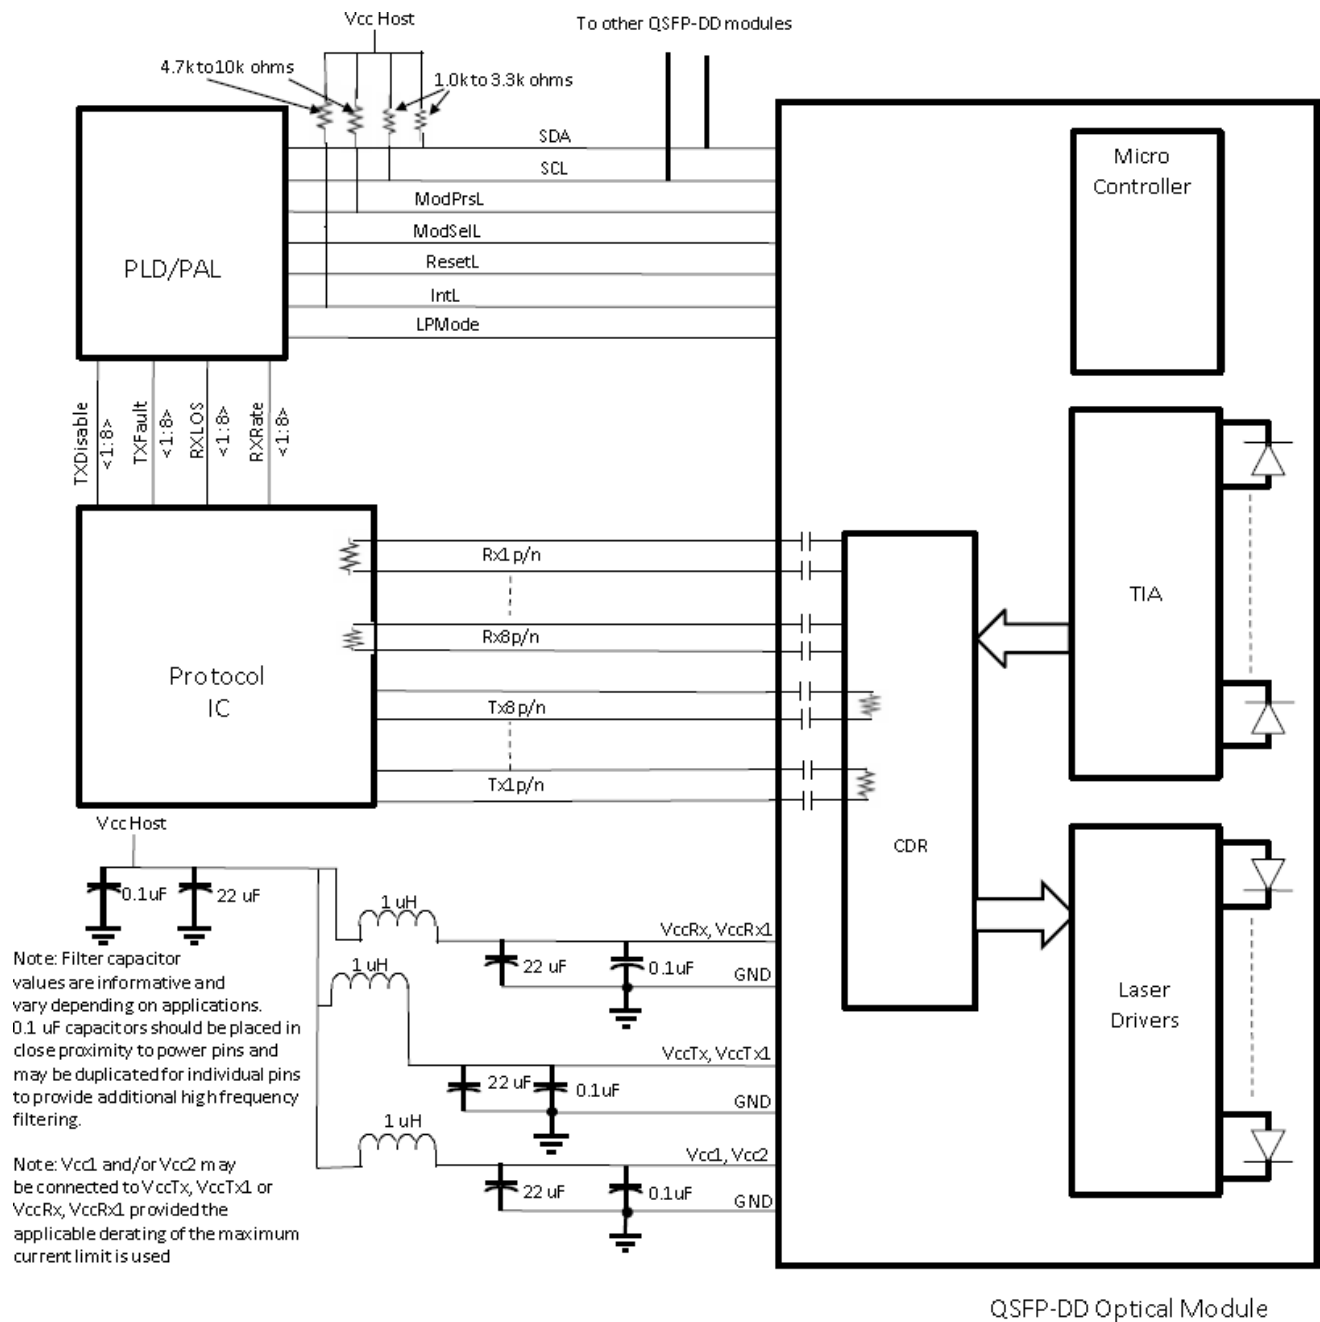 Vcc Host
To other QSFP-DD modules
4.7k to 10k ohms
1.0k to 3.3k ohms
SDA
SCL
ModPrsL
ModSelL
ResetL
IntL
LPMode
PLD/PAL
Micro
Controller
TXDisable
<1:8>
TXFault
<1:8>
RXLOS
<1:8>
RXRate
<1:8>
Rx1 p/n
Rx8p/n
Tx8p/n
Tx1p/n
Protocol
IC
TIA
CDR
Laser
Drivers
Vcc Host
0.1uF
22 uF
1 uH
VccRx, VccRx1
22 uF
0.1uF
GND
1 uH
VccTx, VccTx1
22 uF
0.1uF
GND
1 uH
Vcc1, Vcc2
22 uF
0.1uF
GND
Note: Filter capacitor
values are informative and
vary depending on applications.
0.1 uF capacitors should be placed in
close proximity to power pins and
may be duplicated for individual pins
to provide additional high frequency
filtering.
Note: Vcc1 and/or Vcc2 may
be connected to VccTx, VccTx1 or
VccRx, VccRx1 provided the
applicable derating of the maximum
current limit is used
QSFP-DD Optical Module